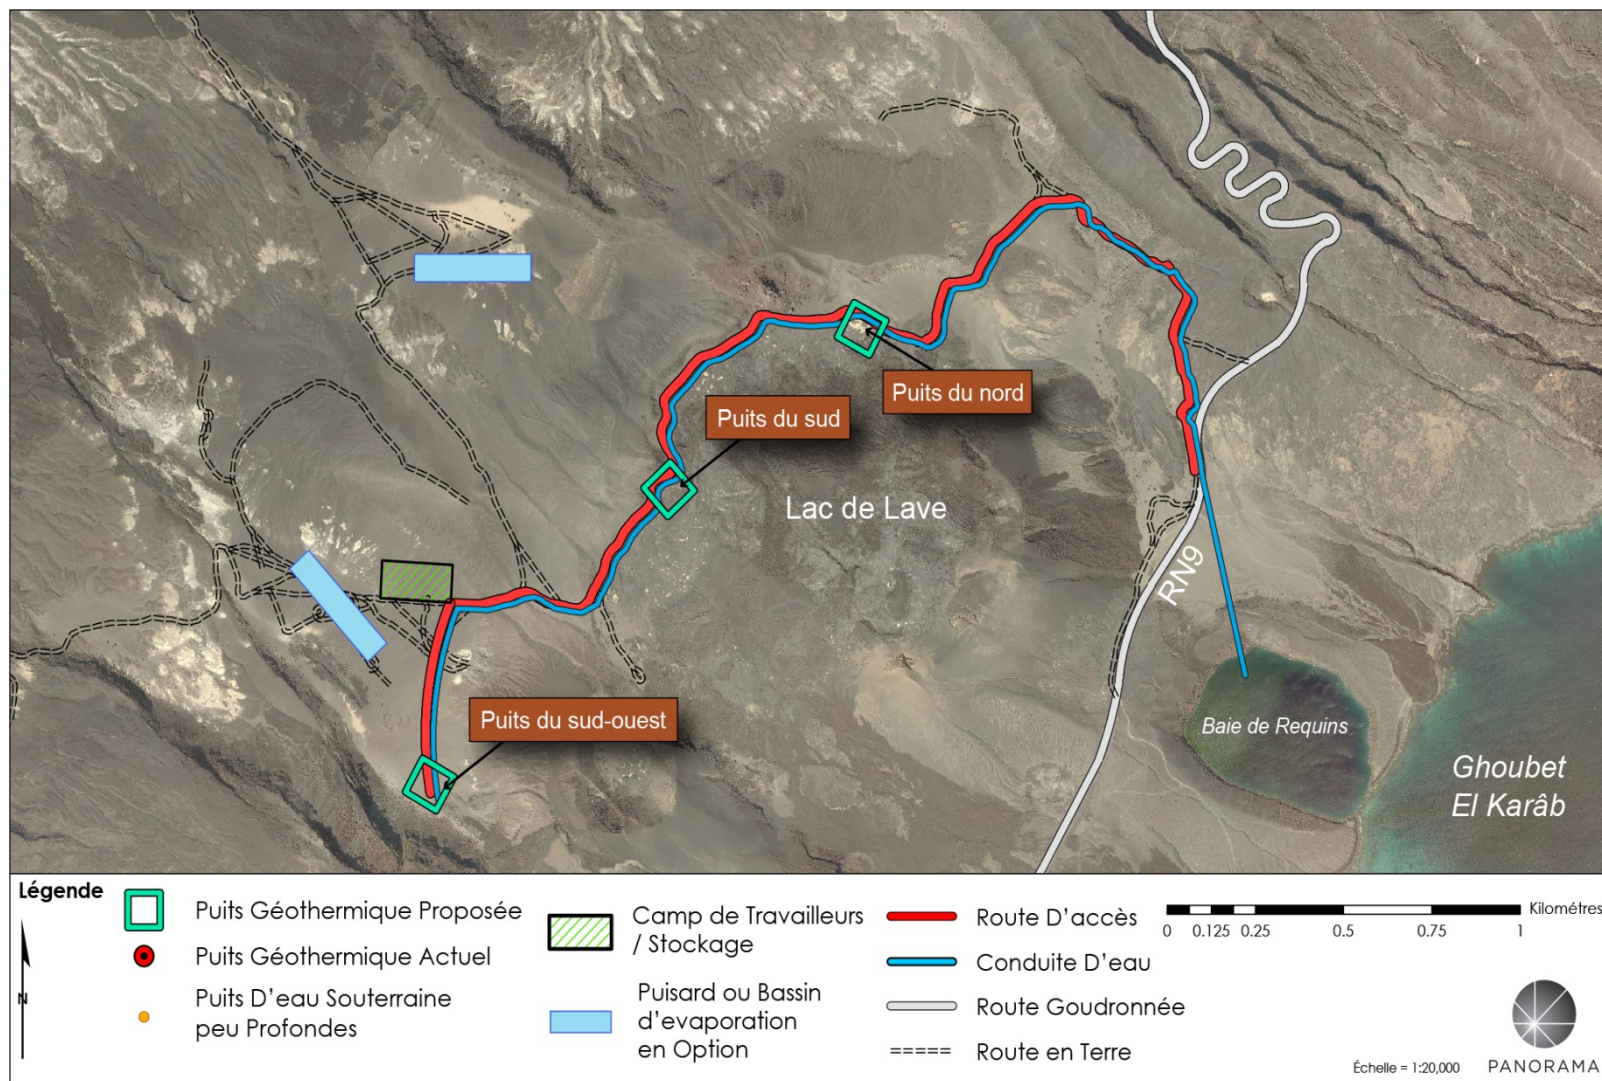 Puits du nord
Puits du sud
Lac de Lave
RN9
Puits du sud-ouest
Baie de Requins
Ghoubet
El Karâb
Légende
N
Puits Géothermique Proposée
Puits Géothermique Actuel
Puits D'eau Souterraine
peu Profondes
Camp de Travailleurs
/ Stockage
Puisard ou Bassin
d'evaporation
en Option
Route D'accès
Conduite D'eau
Route Goudronnée
Route en Terre
Kilométres
0 0.125 0.25 0.5 0.75 1
Échelle = 1:20,000
PANORAMA